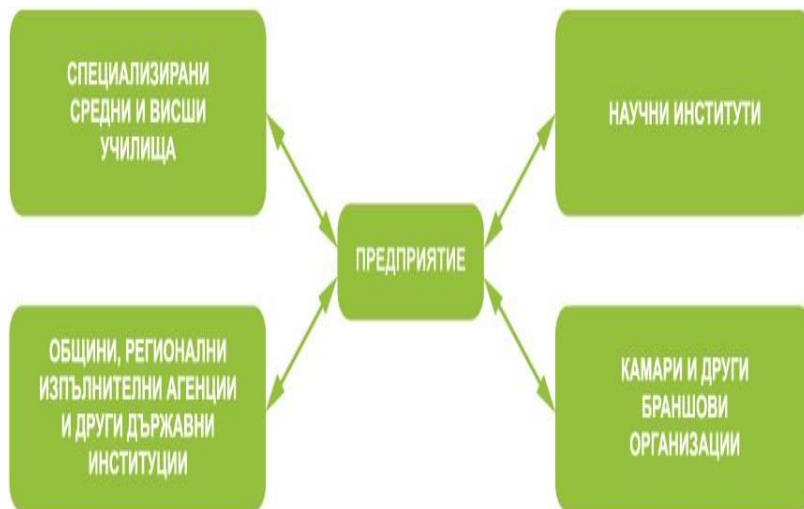 СПЕЦИАЛИЗИРАНИ
СРЕДНИ И ВИСШИ
УЧИЛИЩА
НАУЧНИ ИНСТИТУТИ
ПРЕДПРИЯТИЕ
ОБЩИНИ, РЕГИОНАЛНИ
ИЗПЪЛНИТЕЛНИ АГЕНЦИИ
И ДРУГИ ДЪРЖАВНИ
ИНСТИТУЦИИ
КАМАРИ И ДРУГИ
БРАНШОВИ
ОРГАНИЗАЦИИ